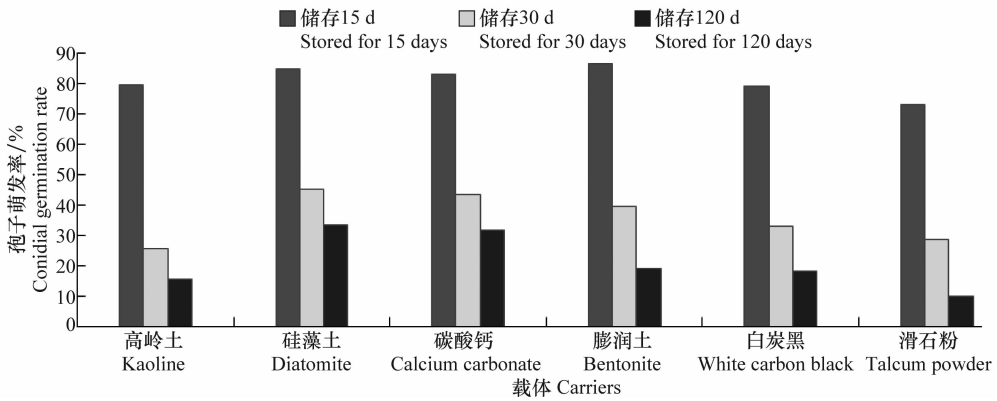 储存15 d 储存30 d 储存120 d
Stored for 15 days Stored for 30 days Stored for 120 days
孢子萌发率/%
Conidial germination rate
90
80
70
60
50
40
30
20
10
0
高岭土 硅藻土 碳酸钙 膨润土 白炭黑 滑石粉
Kaoline Diatomite Calcium carbonate Bentonite White carbon black Talcum powder
载体 Carriers